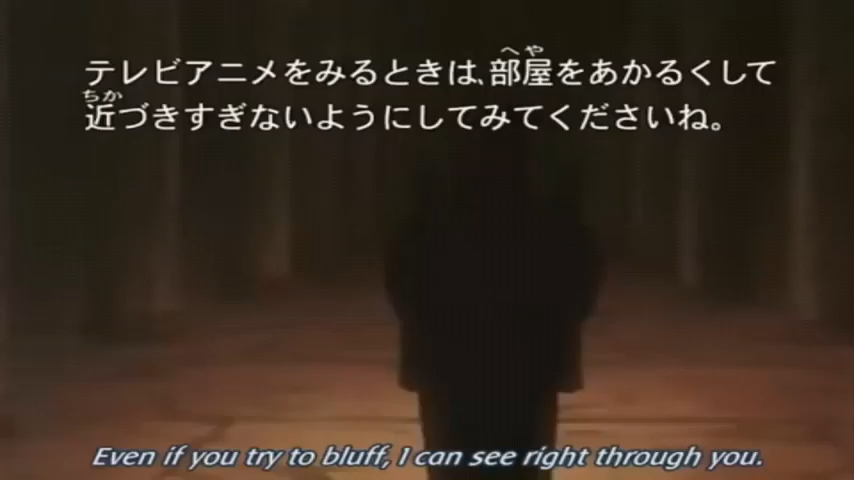 テレビアニメをみるときは、部屋をあかるくして
近づきすぎないようにしてみてくださいね。
Even if you try to bluff, I can see right through you.